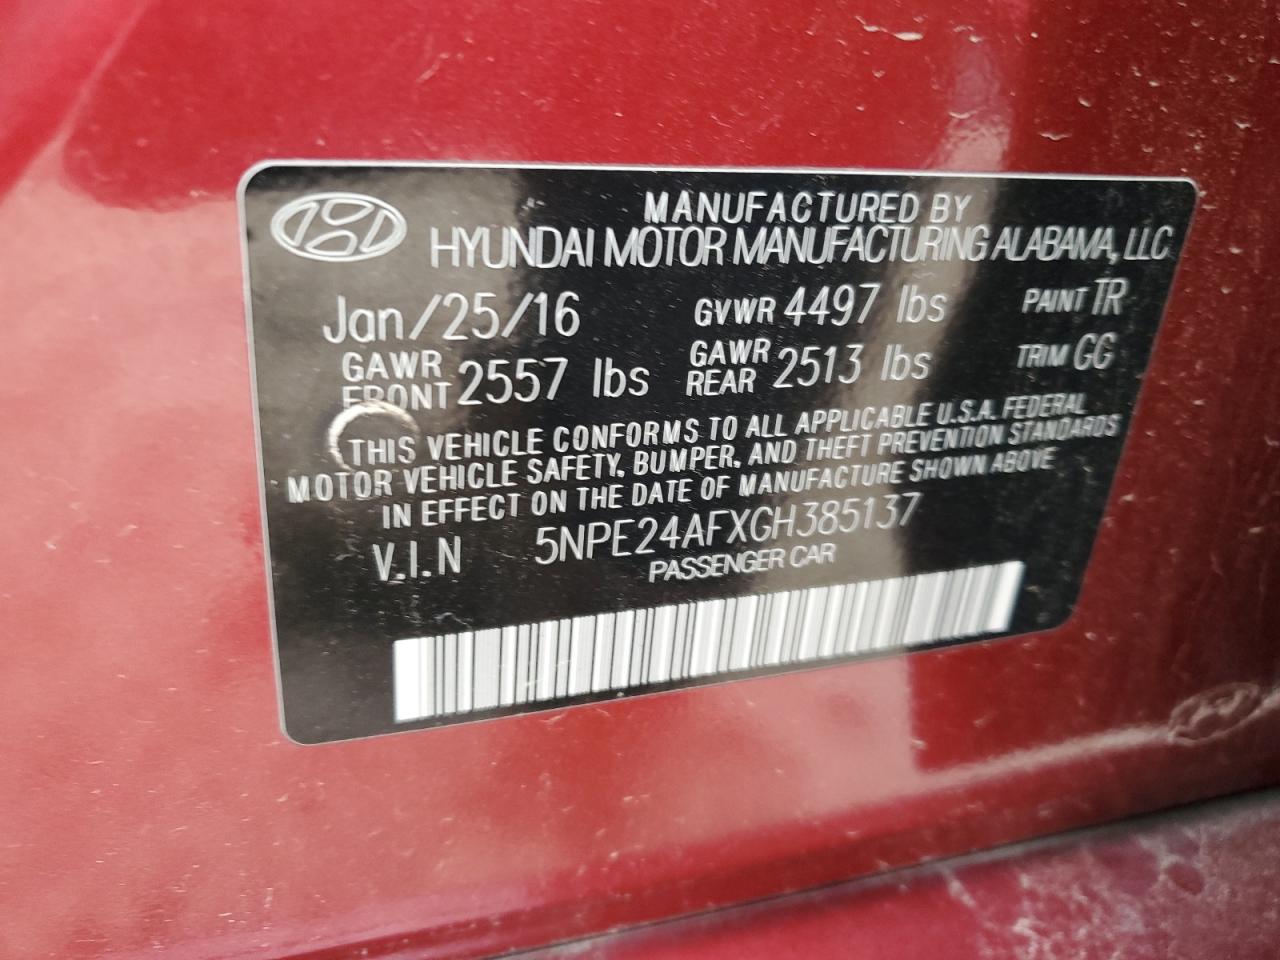 MANUFACTURED BY
HYUNDAI MOTOR MANUFACTURING ALABAMA, LLC
Jan/25/16 GVWR 4497 lbs PAINT TR
GAWR FRONT 2557 lbs GAWR REAR 2513 lbs TRIM GG
THIS VEHICLE CONFORMS TO ALL APPLICABLE U.S.A. FEDERAL
MOTOR VEHICLE SAFETY, BUMPER, AND THEFT PREVENTION STANDARDS
IN EFFECT ON THE DATE OF MANUFACTURE SHOWN ABOVE
V.I.N 5NPE24AFXGH385137
PASSENGER CAR